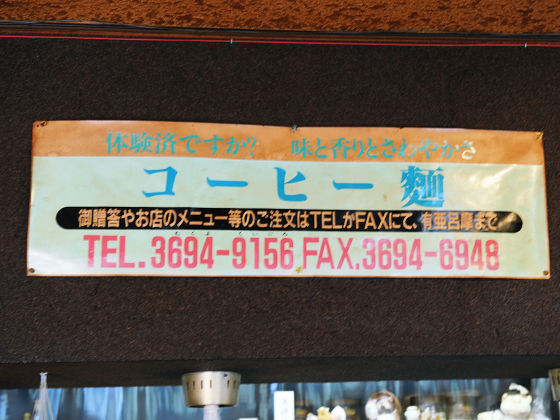 体験済ですか？ 味と香りとさわやかさ
コーヒー麺
御贈答やお店のメニュー等のご注文はTELかFAXにて、有亜呂摩まで
TEL.3694-9156 FAX.3694-6948